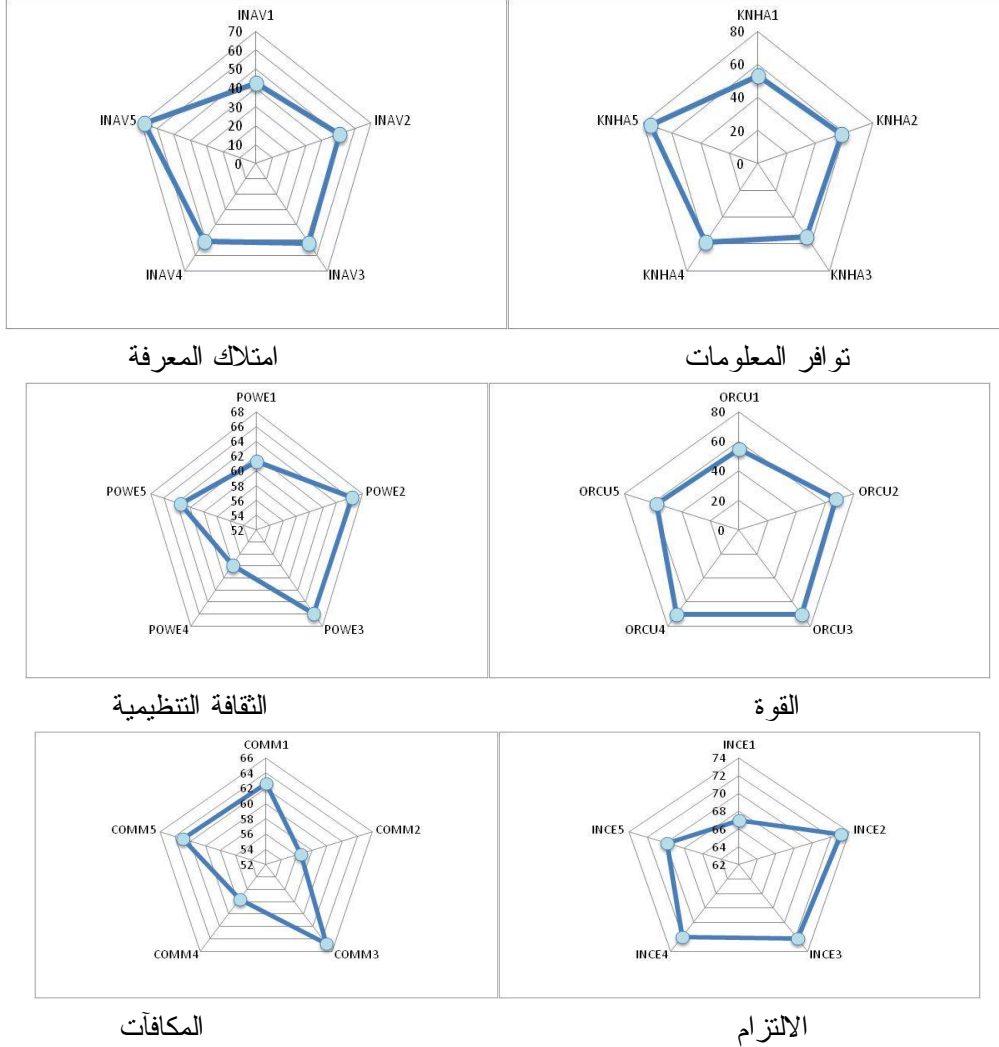 INAV1
70
60
50
40
30
20
10
0
INAV2
INAV3
INAV4
INAV5
KNHA1
80
60
40
20
0
KNHA2
KNHA3
KNHA4
KNHA5
توافر المعلومات
امتلاك المعرفة
POWE1
68
66
64
62
60
58
56
54
52
POWE2
POWE3
POWE4
POWE5
ORCU1
80
60
40
20
0
ORCU2
ORCU3
ORCU4
ORCU5
القوة
الثقافة التنظيمية
COMM1
66
64
62
60
58
56
54
52
COMM2
COMM3
COMM4
COMM5
INCE1
74
72
70
68
66
64
62
INCE2
INCE3
INCE4
INCE5
الالتزام
المكافآت